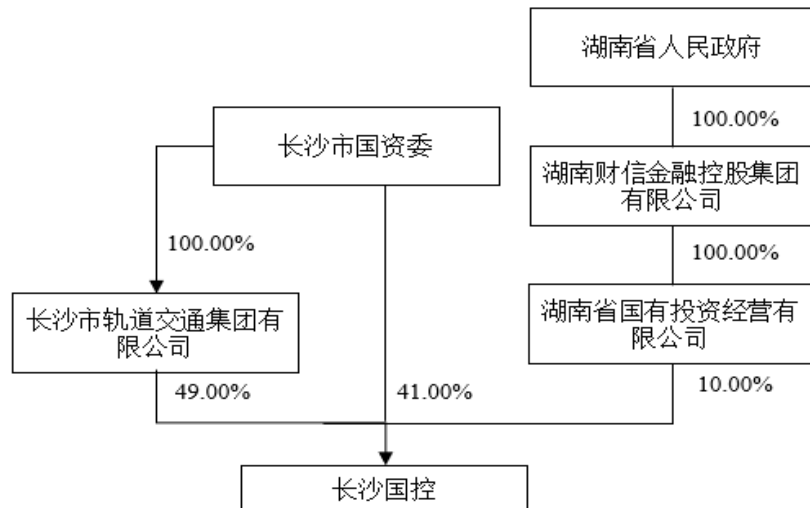 湖南省人民政府
100.00%
长沙市国资委
湖南财信金融控股集团
有限公司
100.00%
100.00%
长沙市轨道交通集团有
限公司
湖南省国有投资经营有
限公司
49.00%
41.00%
10.00%
长沙国控